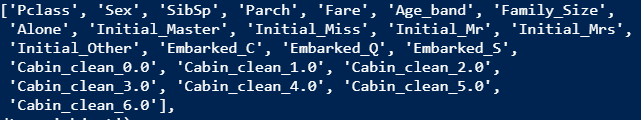 ['Pclass', 'Sex', 'SibSp', 'Parch', 'Fare', 'Age_band', 'Family_Size',
'Alone', 'Initial_Master', 'Initial_Miss', 'Initial_Mr', 'Initial_Mrs',
'Initial_Other', 'Embarked_C', 'Embarked_Q', 'Embarked_S',
'Cabin_clean_0.0', 'Cabin_clean_1.0', 'Cabin_clean_2.0',
'Cabin_clean_3.0', 'Cabin_clean_4.0', 'Cabin_clean_5.0',
'Cabin_clean_6.0'],